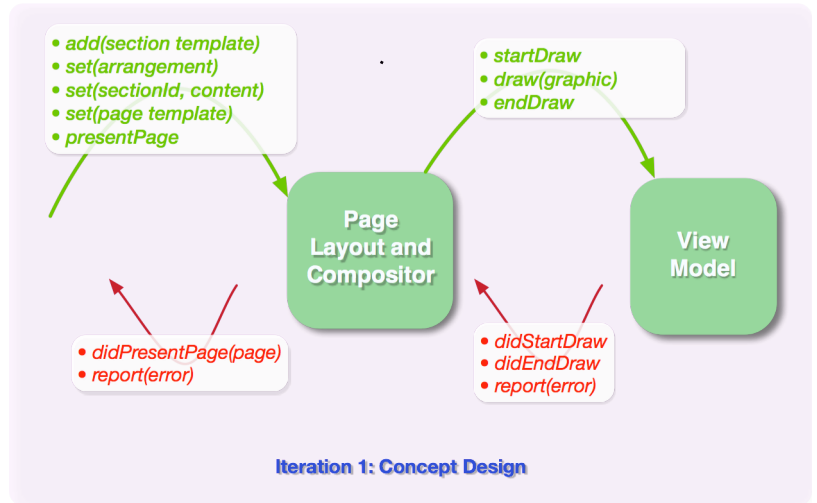 • add(section template)
• set(arrangement)
• set(sectionId, content)
• set(page template)
• presentPage
• startDraw
• draw(graphic)
• endDraw
Page
Layout and
Compositor
View
Model
• didPresentPage(page)
• report(error)
• didStartDraw
• didEndDraw
• report(error)
Iteration 1: Concept Design